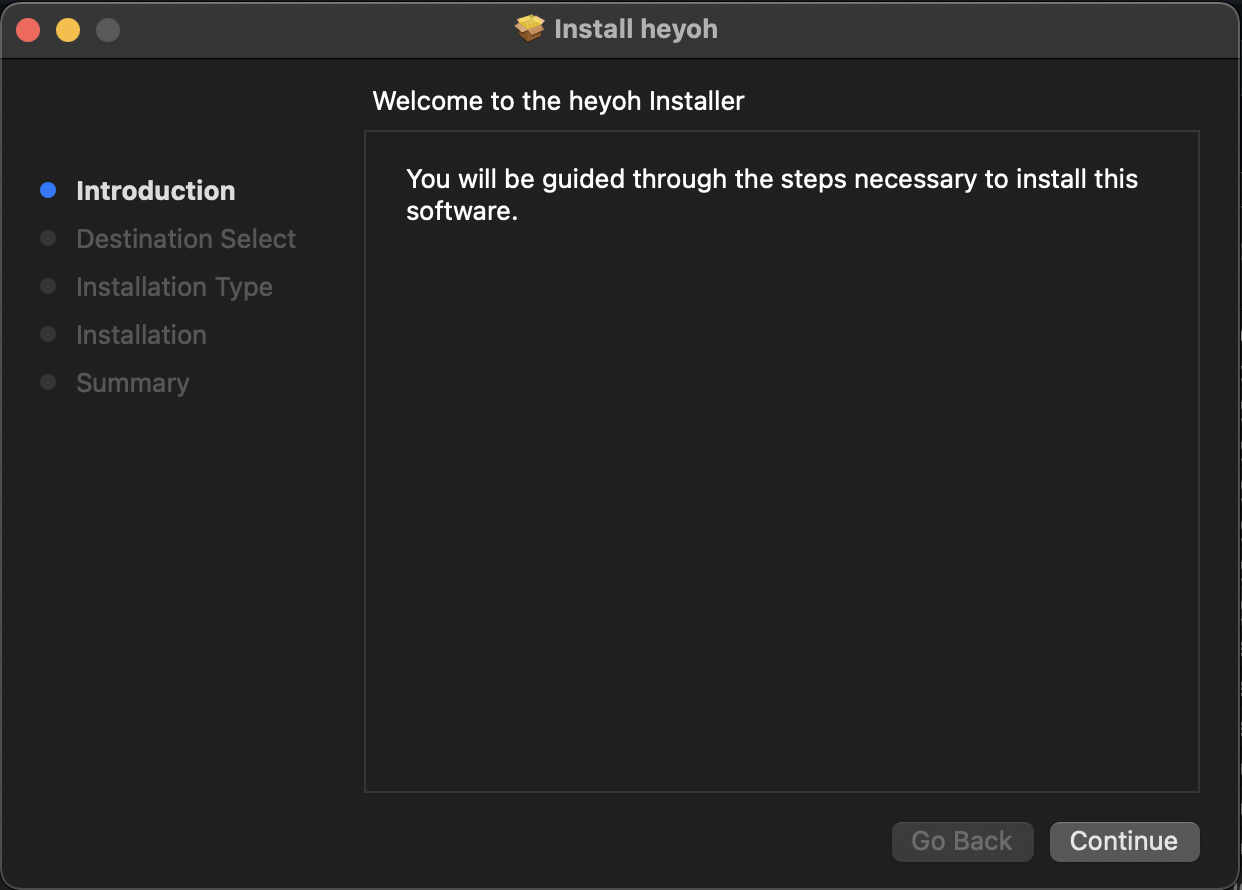 Install heyoh
Welcome to the heyoh Installer
Introduction
Destination Select
Installation Type
Installation
Summary
You will be guided through the steps necessary to install this
software.
Go Back
Continue